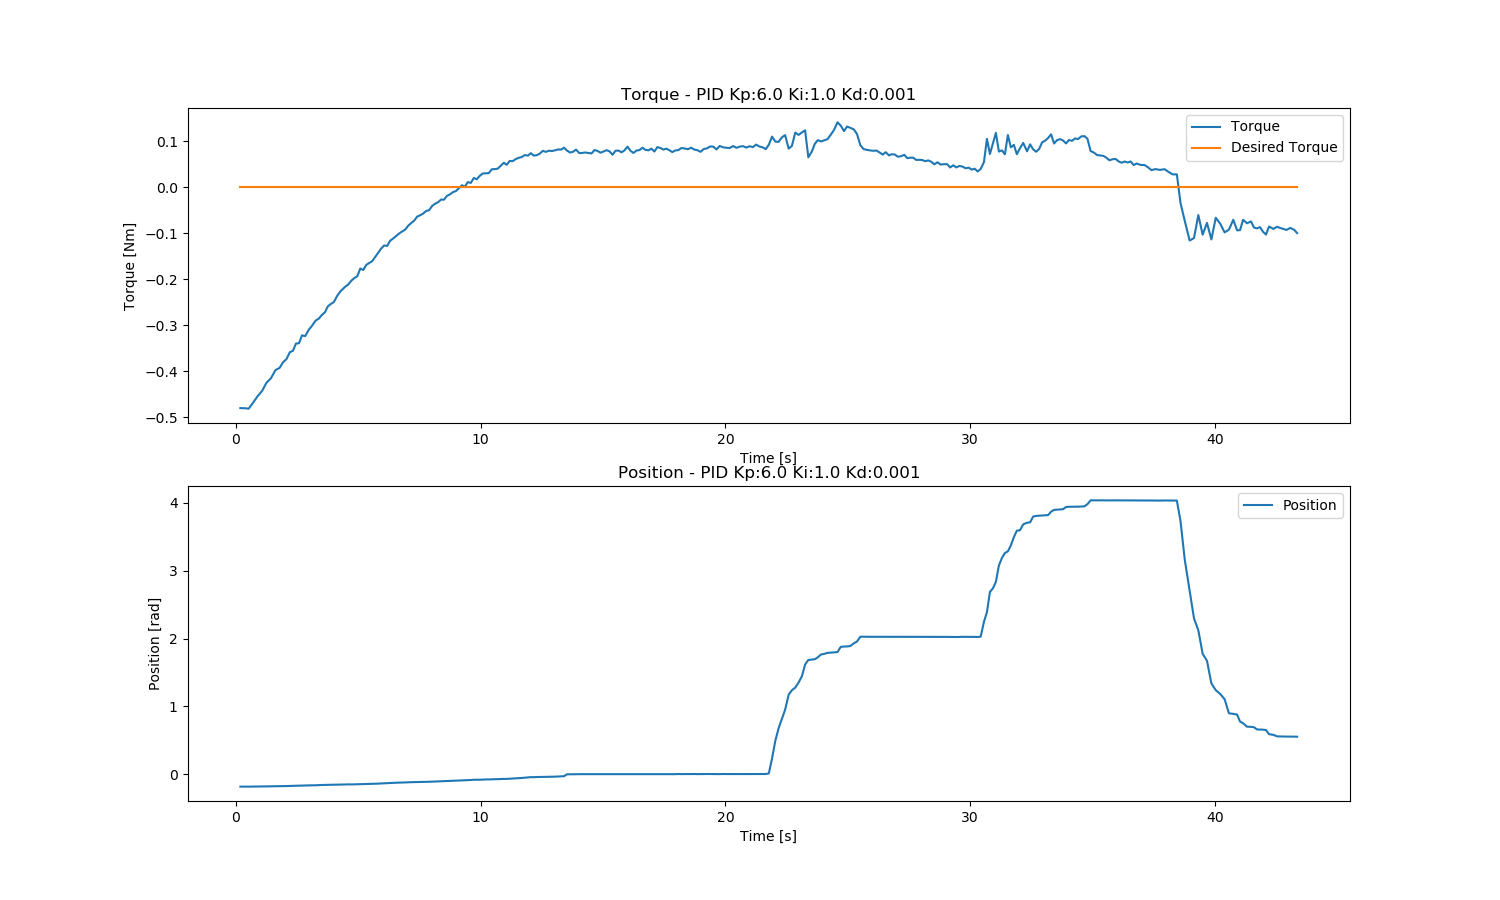 Torque - PID Kp:6.0 Ki:1.0 Kd:0.001
Torque
Desired Torque
Torque [Nm]
0.1
0.0
−0.1
−0.2
−0.3
−0.4
−0.5
0 10 20 30 40
Time [s]
Position - PID Kp:6.0 Ki:1.0 Kd:0.001
Position
Position [rad]
4
3
2
1
0
0 10 20 30 40
Time [s]